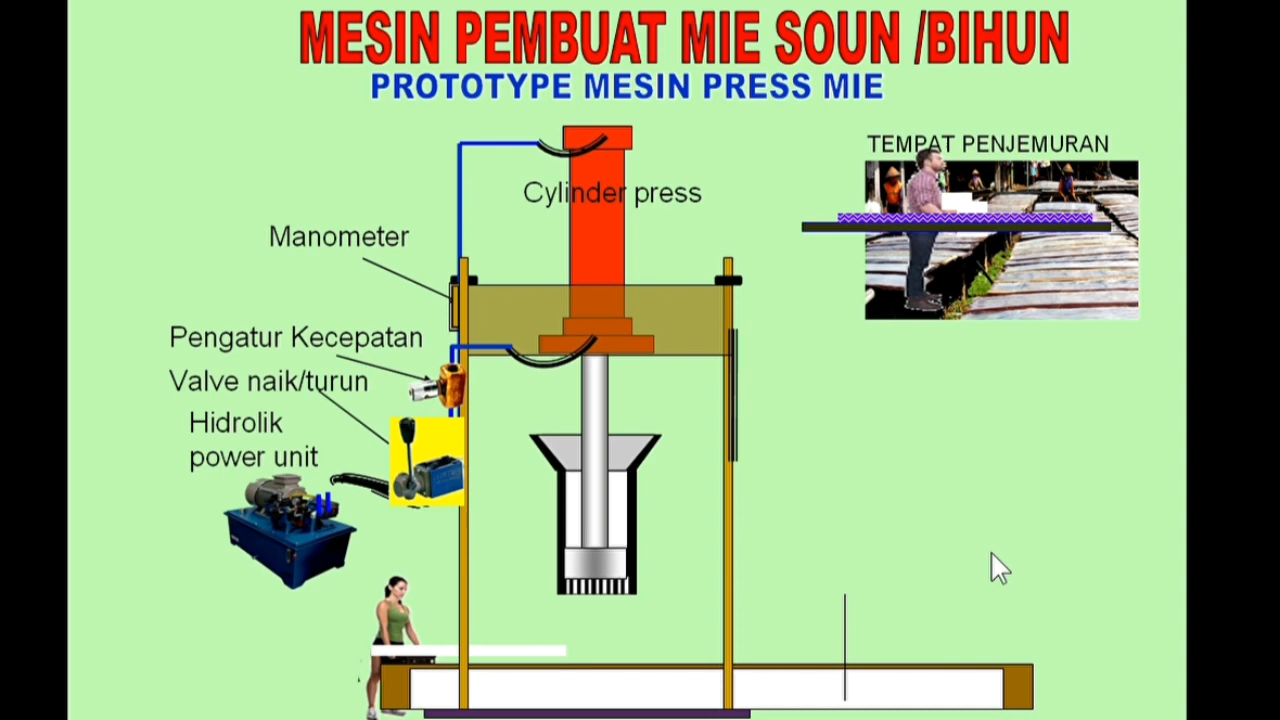 MESIN PEMBUAT MIE SOUN /BIHUN
PROTOTYPE MESIN PRESS MIE
TEMPAT PENJEMURAN
Cylinder press
Manometer
Pengatur Kecepatan
Valve naik/turun
Hidrolik
power unit